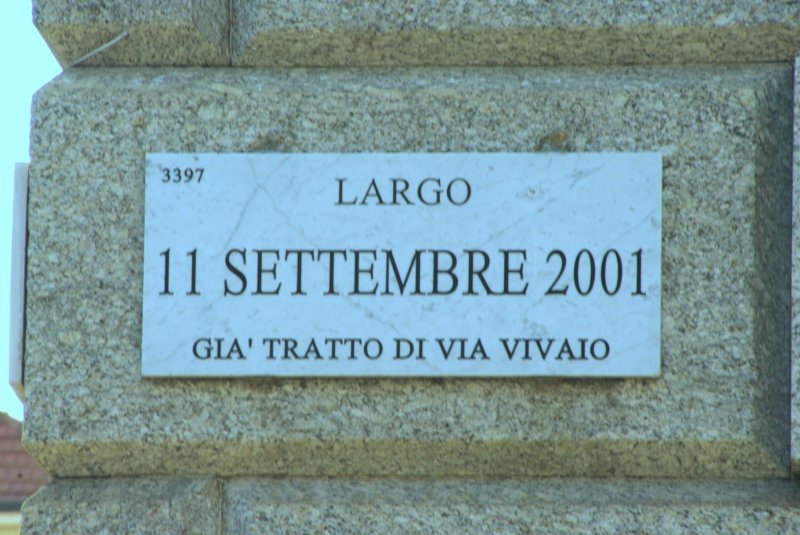 3397
LARGO
11 SETTEMBRE 2001
GIA' TRATTO DI VIA VIVAIO